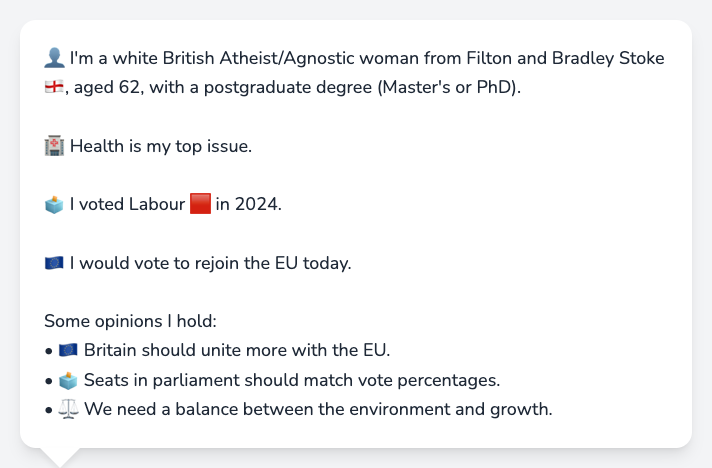 👤 I'm a white British Atheist/Agnostic woman from Filton and Bradley Stoke
🏴󠁧󠁢󠁥󠁮󠁧󠁿, aged 62, with a postgraduate degree (Master's or PhD).
🏥 Health is my top issue.
🗳️ I voted Labour 🟥 in 2024.
🇪🇺 I would vote to rejoin the EU today.
Some opinions I hold:
• 🇪🇺 Britain should unite more with the EU.
• 🗳️ Seats in parliament should match vote percentages.
• ⚖️ We need a balance between the environment and growth.